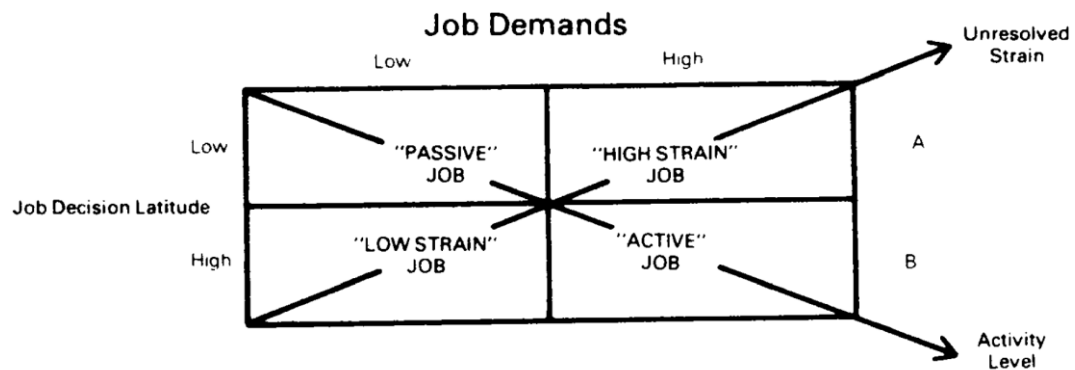 Job Demands
Unresolved
Strain
Low
High
Low
"PASSIVE"
JOB
"HIGH STRAIN"
JOB
A
Job Decision Latitude
High
"LOW STRAIN"
JOB
"ACTIVE"
JOB
B
Activity
Level